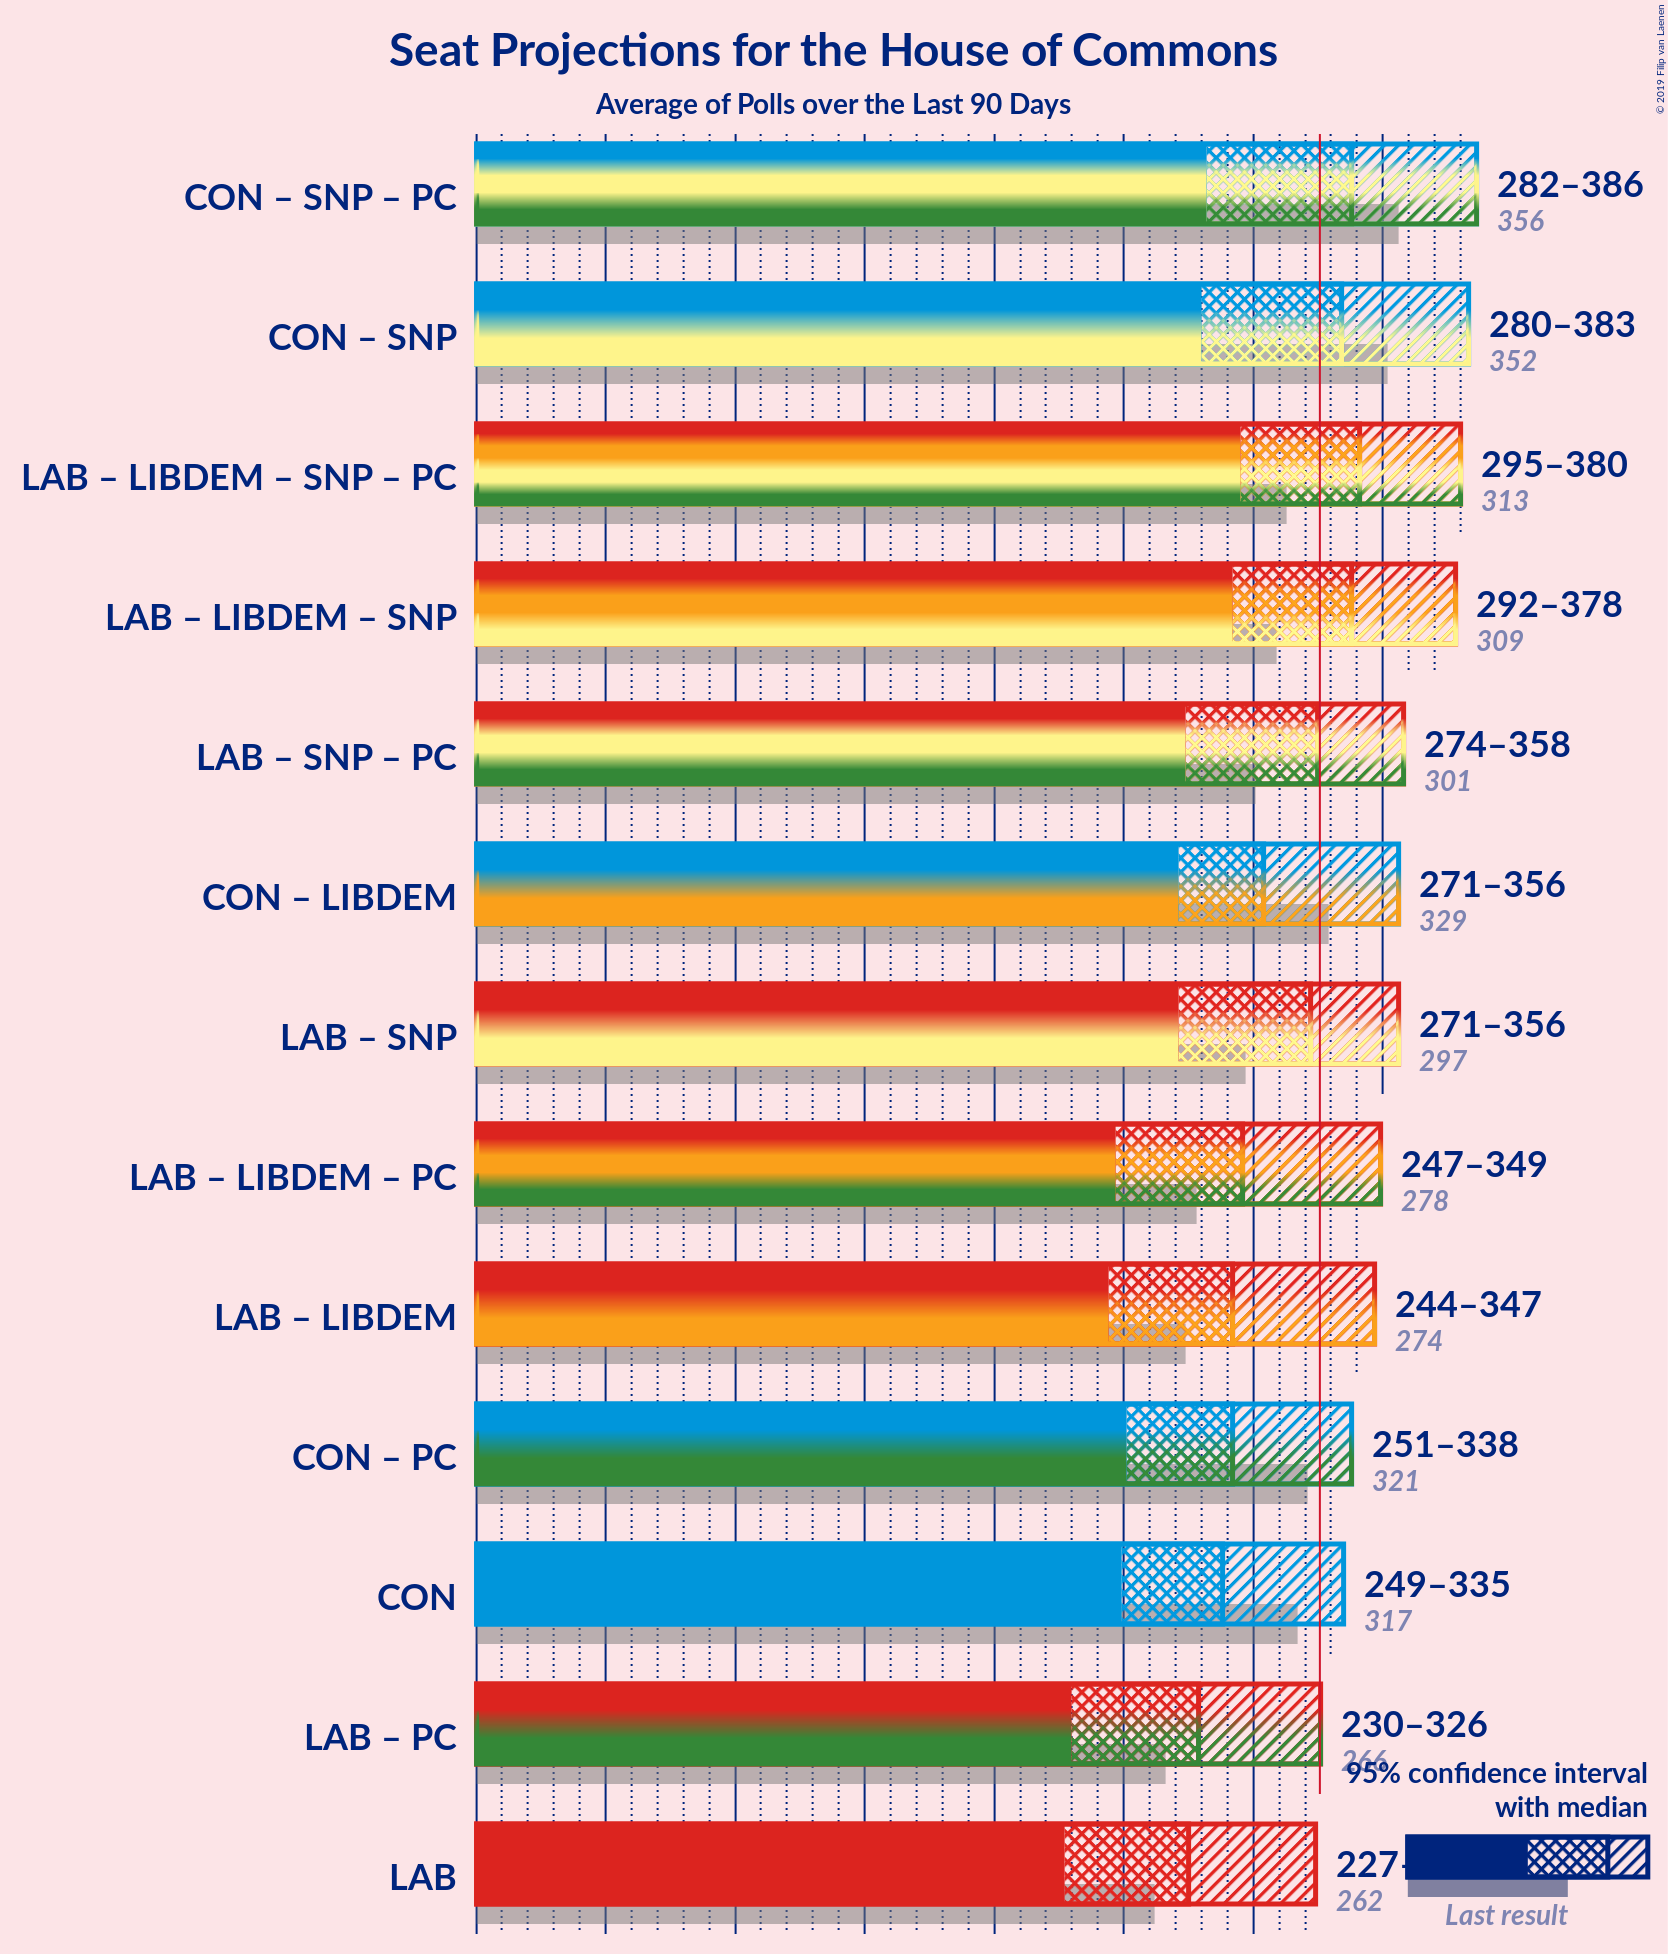 Seat Projections for the House of Commons
Average of Polls over the Last 90 Days
© 2019 Filip van Laenen
CON – SNP – PC
282–386
356
CON – SNP
280–383
352
LAB – LIBDEM – SNP – PC
295–380
313
LAB – LIBDEM – SNP
292–378
309
LAB – SNP – PC
274–358
301
CON – LIBDEM
271–356
329
LAB – SNP
271–356
297
LAB – LIBDEM – PC
247–349
278
LAB – LIBDEM
244–347
274
CON – PC
251–338
321
CON
249–335
317
LAB – PC
230–326
266
95% confidence interval
with median
LAB
227–
262
Last result